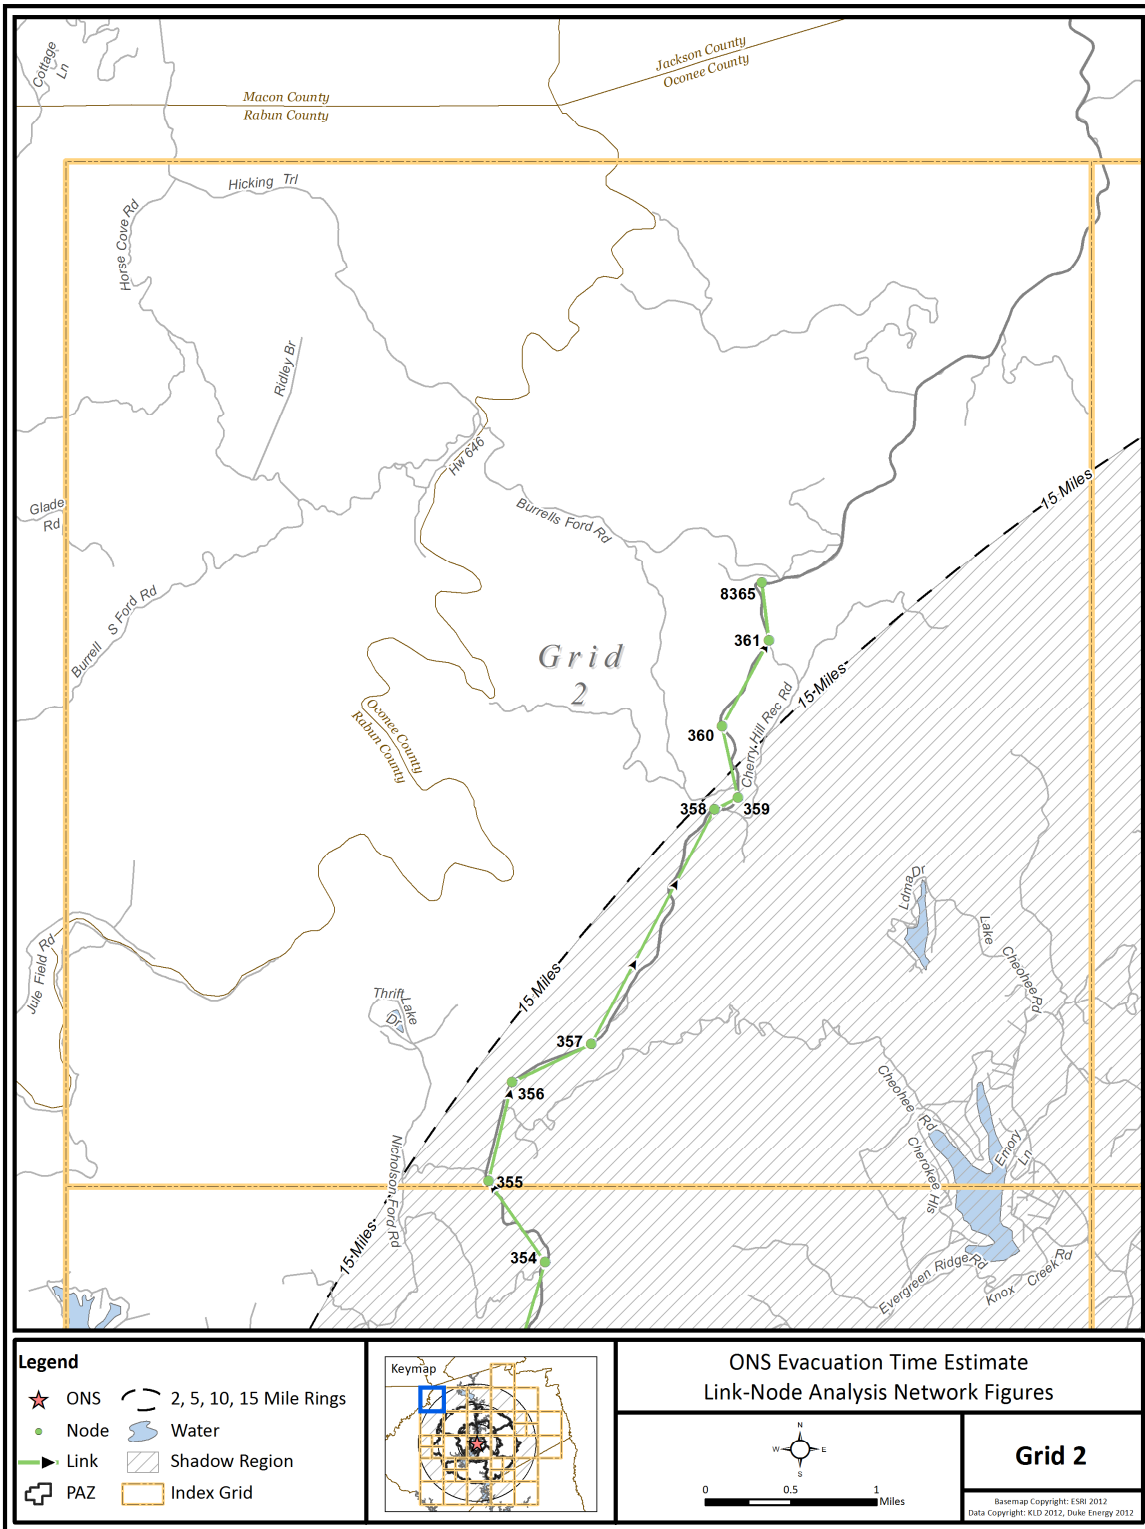 Cottage
Ln
Jackson County
Oconee County
Macon County
Rabun County
Hicking Trl
Horse Cove Rd
Ridley Br
Hw 646
Glade
Rd
Burrells Ford Rd
15 Miles
8365
Burrell S Ford Rd
361
Grid
2
15 Miles
Oconee County
Rabun County
360
Cherry Hill Rec Rd
358
359
Ldma Dr
Lake
Cheohee Rd
Jule Field Rd
15 Miles
Thrift
Lake
Dr
357
356
Cheohee Rd
Emory
Ln
Cherokee Hls
Nicholson Ford Rd
355
354
15 Miles
Evergreen Ridge Rd
Knox Creek Rd
Legend
ONS
2, 5, 10, 15 Mile Rings
Node
Water
Link
Shadow Region
PAZ
Index Grid
Keymap
ONS Evacuation Time Estimate
Link-Node Analysis Network Figures
N
W
E
S
0
0.5
1
Miles
Grid 2
Basemap Copyright: ESRI 2012
Data Copyright: KLD 2012, Duke Energy 2012